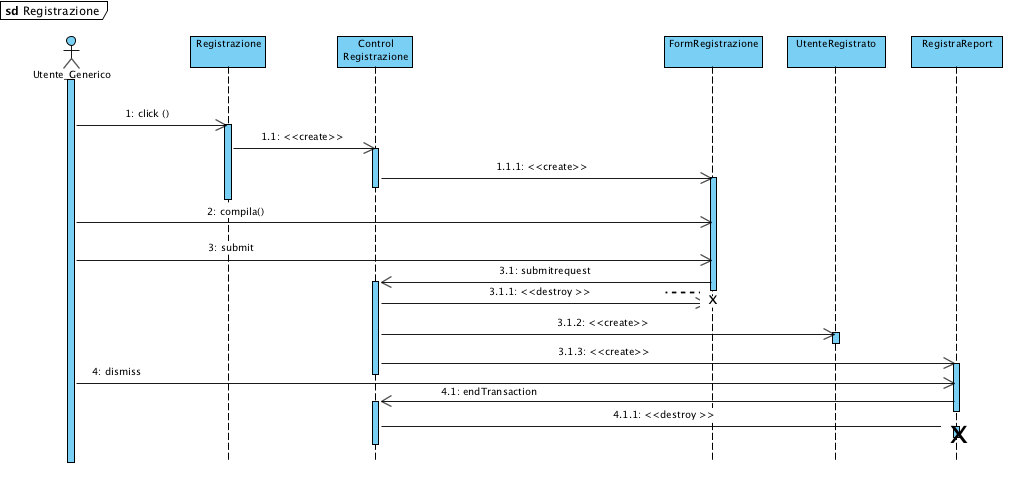 sd Registrazione
Registrazione
Control
Registrazione
FormRegistrazione
UtenteRegistrato
RegistraReport
Utente_Generico
1: click ()
1.1: <<create>>
1.1.1: <<create>>
2: compila()
3: submit
3.1: submitrequest
3.1.1: <<destroy >>
3.1.2: <<create>>
3.1.3: <<create>>
4: dismiss
4.1: endTransaction
4.1.1: <<destroy >>